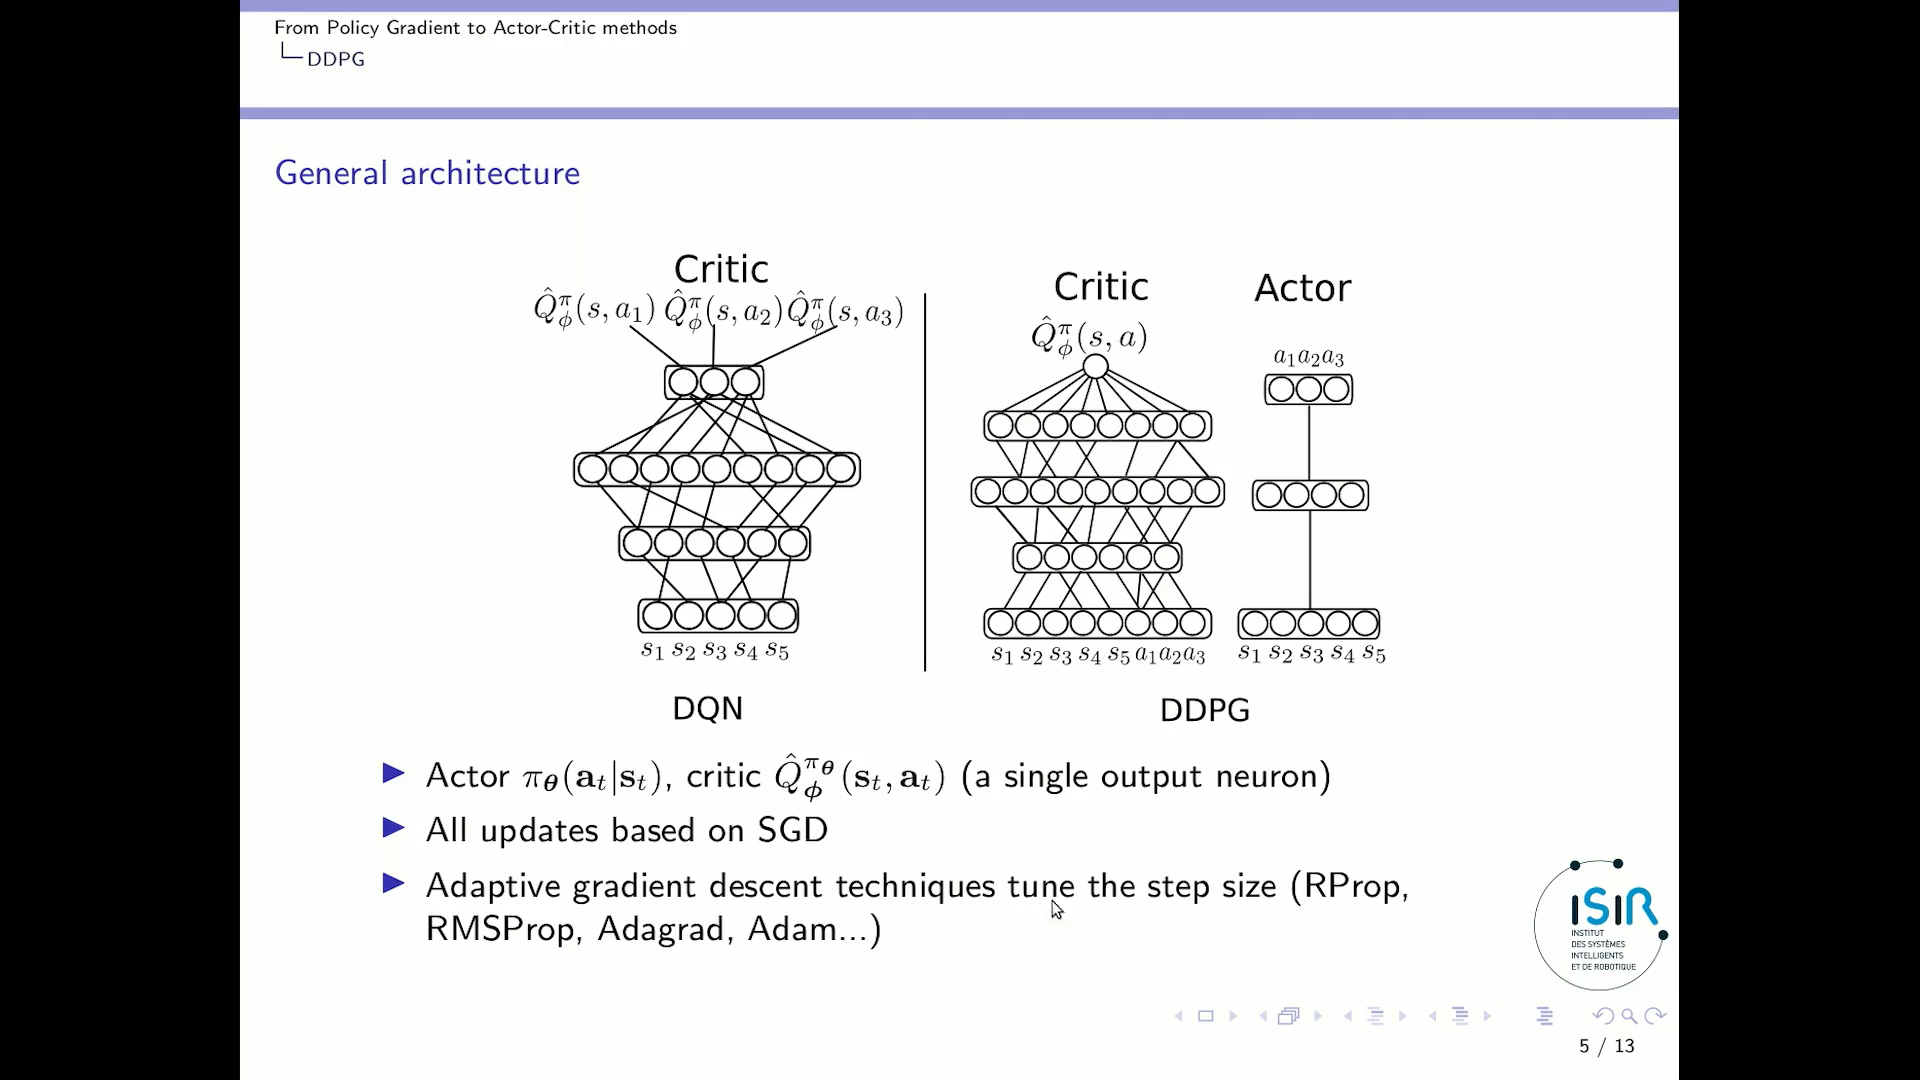 From Policy Gradient to Actor-Critic methods
DDPG
General architecture
Critic
Q̂^π_ϕ(s, a₁) Q̂^π_ϕ(s, a₂) Q̂^π_ϕ(s, a₃)
s₁ s₂ s₃ s₄ s₅
DQN
Critic
Q̂^π_ϕ(s, a)
s₁ s₂ s₃ s₄ s₅ a₁a₂a₃
Actor
a₁a₂a₃
s₁ s₂ s₃ s₄ s₅
DDPG
▶ Actor π_θ(a_t|s_t), critic Q̂^{π_θ}_ϕ(s_t, a_t) (a single output neuron)
▶ All updates based on SGD
▶ Adaptive gradient descent techniques tune the step size (RProp,
RMSProp, Adagrad, Adam...)
ISIR
INSTITUT
DES SYSTÈMES
INTELLIGENTS
ET DE ROBOTIQUE
5 / 13